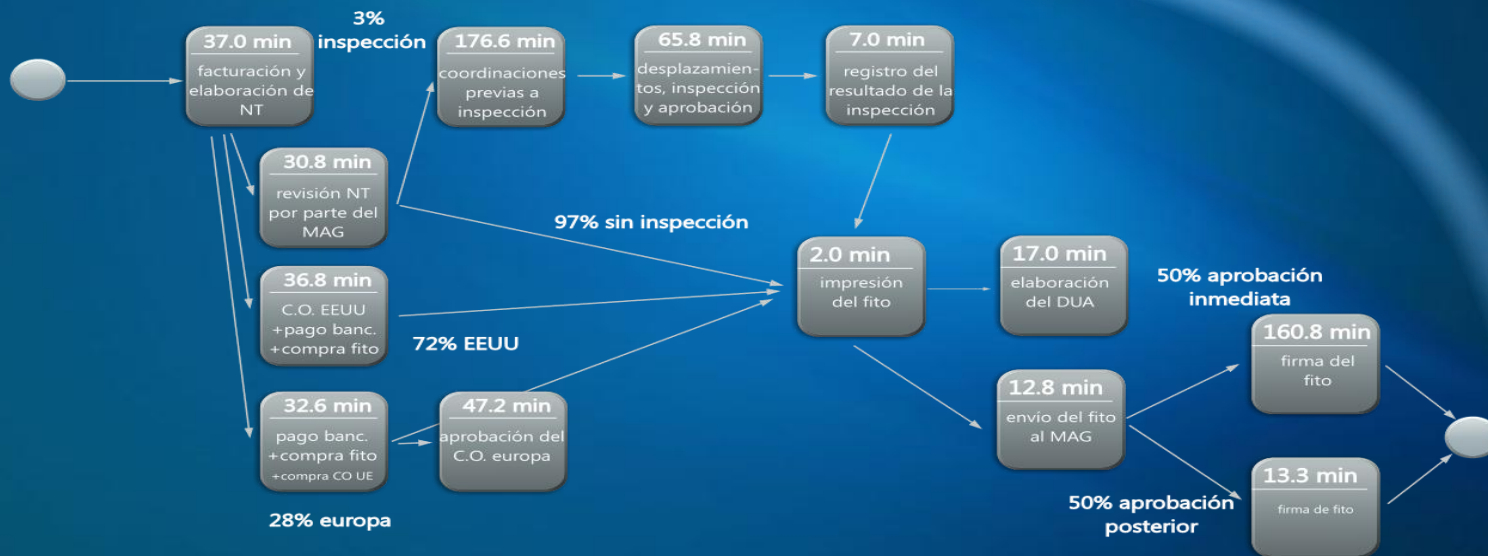 3%
inspección
37.0 min
facturación y
elaboración de
NT
176.6 min
coordinaciones
previas a
inspección
65.8 min
desplazamien-
tos, inspección
y aprobación
7.0 min
registro del
resultado de la
inspección
30.8 min
revisión NT
por parte del
MAG
97% sin inspección
36.8 min
C.O. EEUU
+pago banc.
+compra fito
72% EEUU
32.6 min
pago banc.
+compra fito
+compra CO UE
47.2 min
aprobación del
C.O. europa
28% europa
2.0 min
impresión
del fito
17.0 min
elaboración
del DUA
12.8 min
envío del fito
al MAG
50% aprobación
inmediata
160.8 min
firma del
fito
50% aprobación
posterior
13.3 min
firma de fito